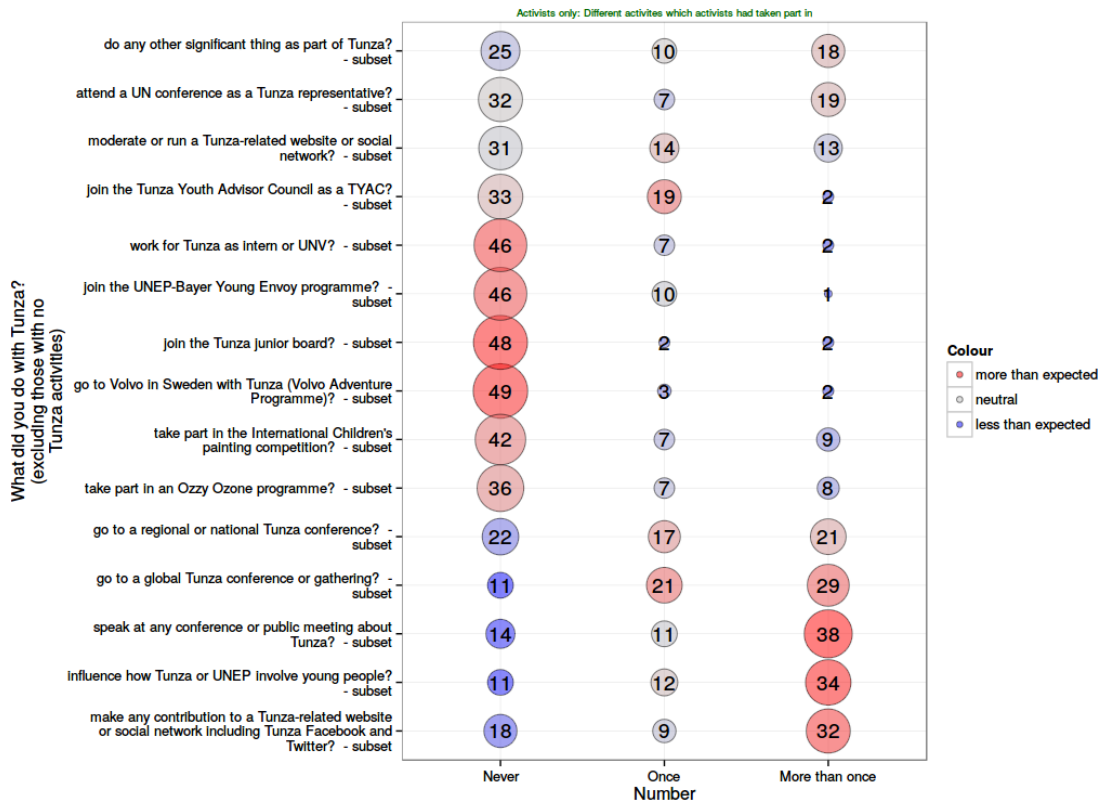 Activists only: Different activites which activists had taken part in
do any other significant thing as part of Tunza?
- subset
25 10 18
attend a UN conference as a Tunza representative?
- subset
32 7 19
moderate or run a Tunza-related website or social
network? - subset
31 14 13
join the Tunza Youth Advisor Council as a TYAC?
- subset
33 19 2
work for Tunza as intern or UNV? - subset
46 7 2
join the UNEP-Bayer Young Envoy programme? -
subset
46 10 1
join the Tunza junior board? - subset
48 2 2
go to Volvo in Sweden with Tunza (Volvo Adventure
Programme)? - subset
49 3 2
take part in the International Children's
painting competition? - subset
42 7 9
take part in an Ozzy Ozone programme? - subset
36 7 8
go to a regional or national Tunza conference? -
subset
22 17 21
go to a global Tunza conference or gathering? -
subset
11 21 29
speak at any conference or public meeting about
Tunza? - subset
14 11 38
influence how Tunza or UNEP involve young people?
- subset
11 12 34
make any contribution to a Tunza-related website
or social network including Tunza Facebook and
Twitter? - subset
18 9 32
What did you do with Tunza?
(excluding those with no
Tunza activities)
Never Once More than once
Number
Colour
more than expected
neutral
less than expected